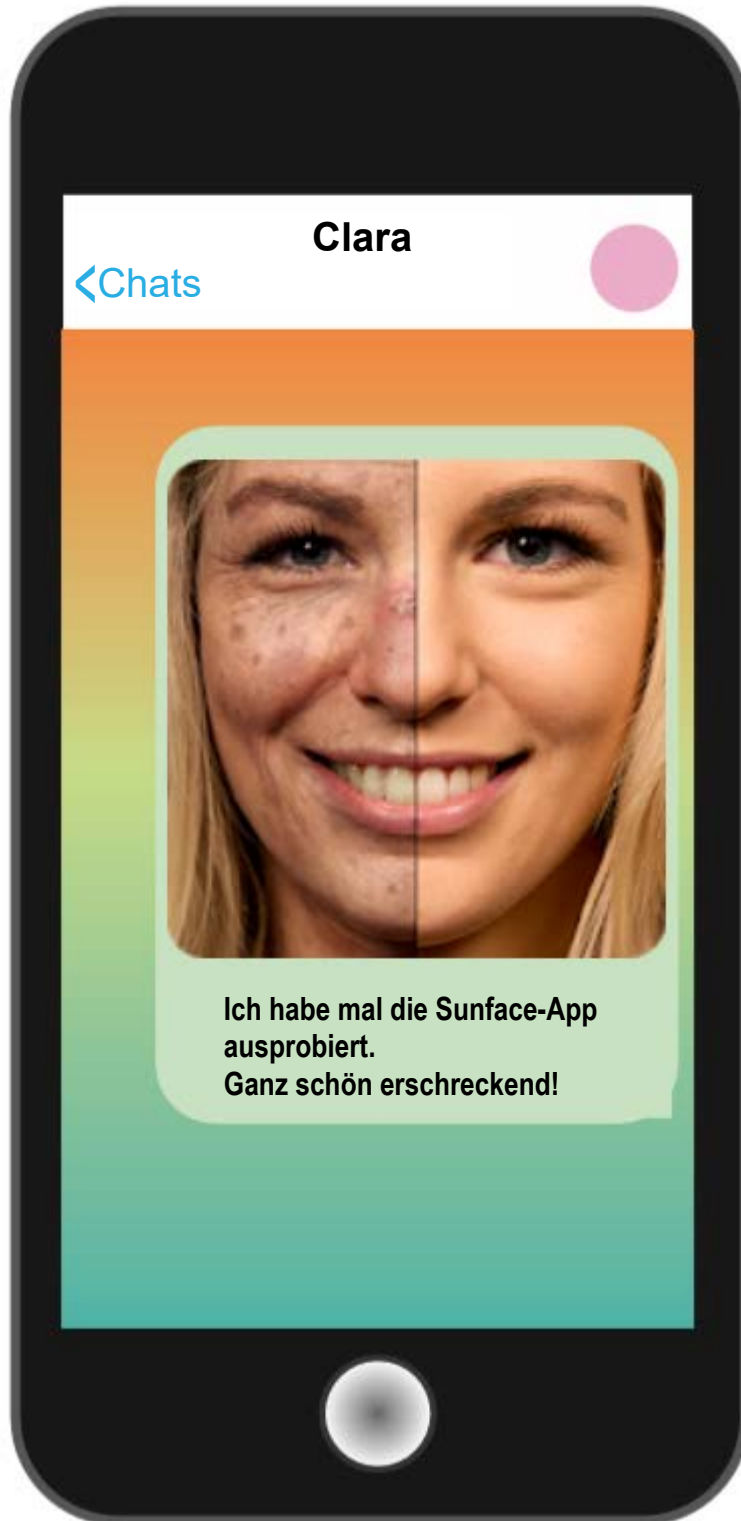 Clara
<Chats
Ich habe mal die Sunface-App
ausprobiert.
Ganz schön erschreckend!